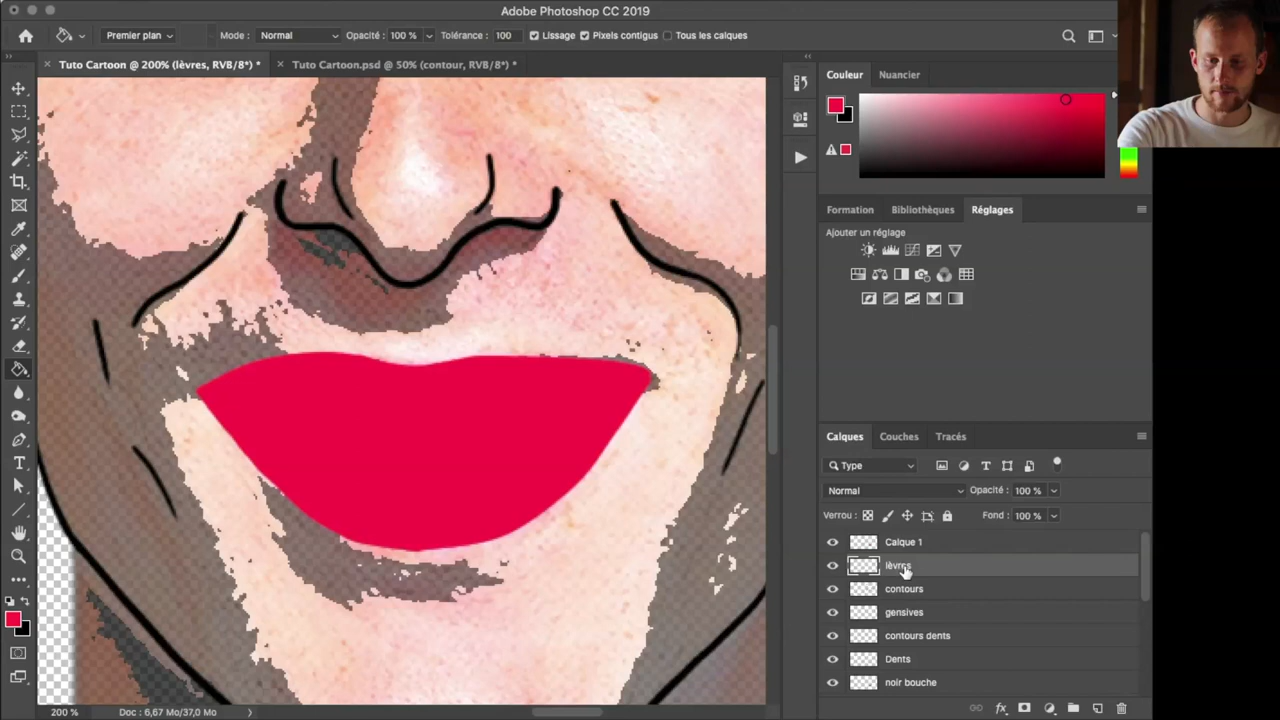 Adobe Photoshop CC 2019
Premier plan Mode : Normal Opacité : 100 % Tolérance : 100 Lissage Pixels contigus Tous les calques
Tuto Cartoon @ 200% (lèvres, RVB/8*) * Tuto Cartoon.psd @ 50% (contour, RVB/8*) *
Couleur Nuancier
Formation Bibliothèques Réglages
Ajouter un réglage
Calques Couches Tracés
Type
Normal Opacité : 100 %
Verrou : Fond : 100 %
Calque 1
lèvres
contours
gensives
contours dents
Dents
noir bouche
200 % Doc : 6,67 Mo/37,0 Mo